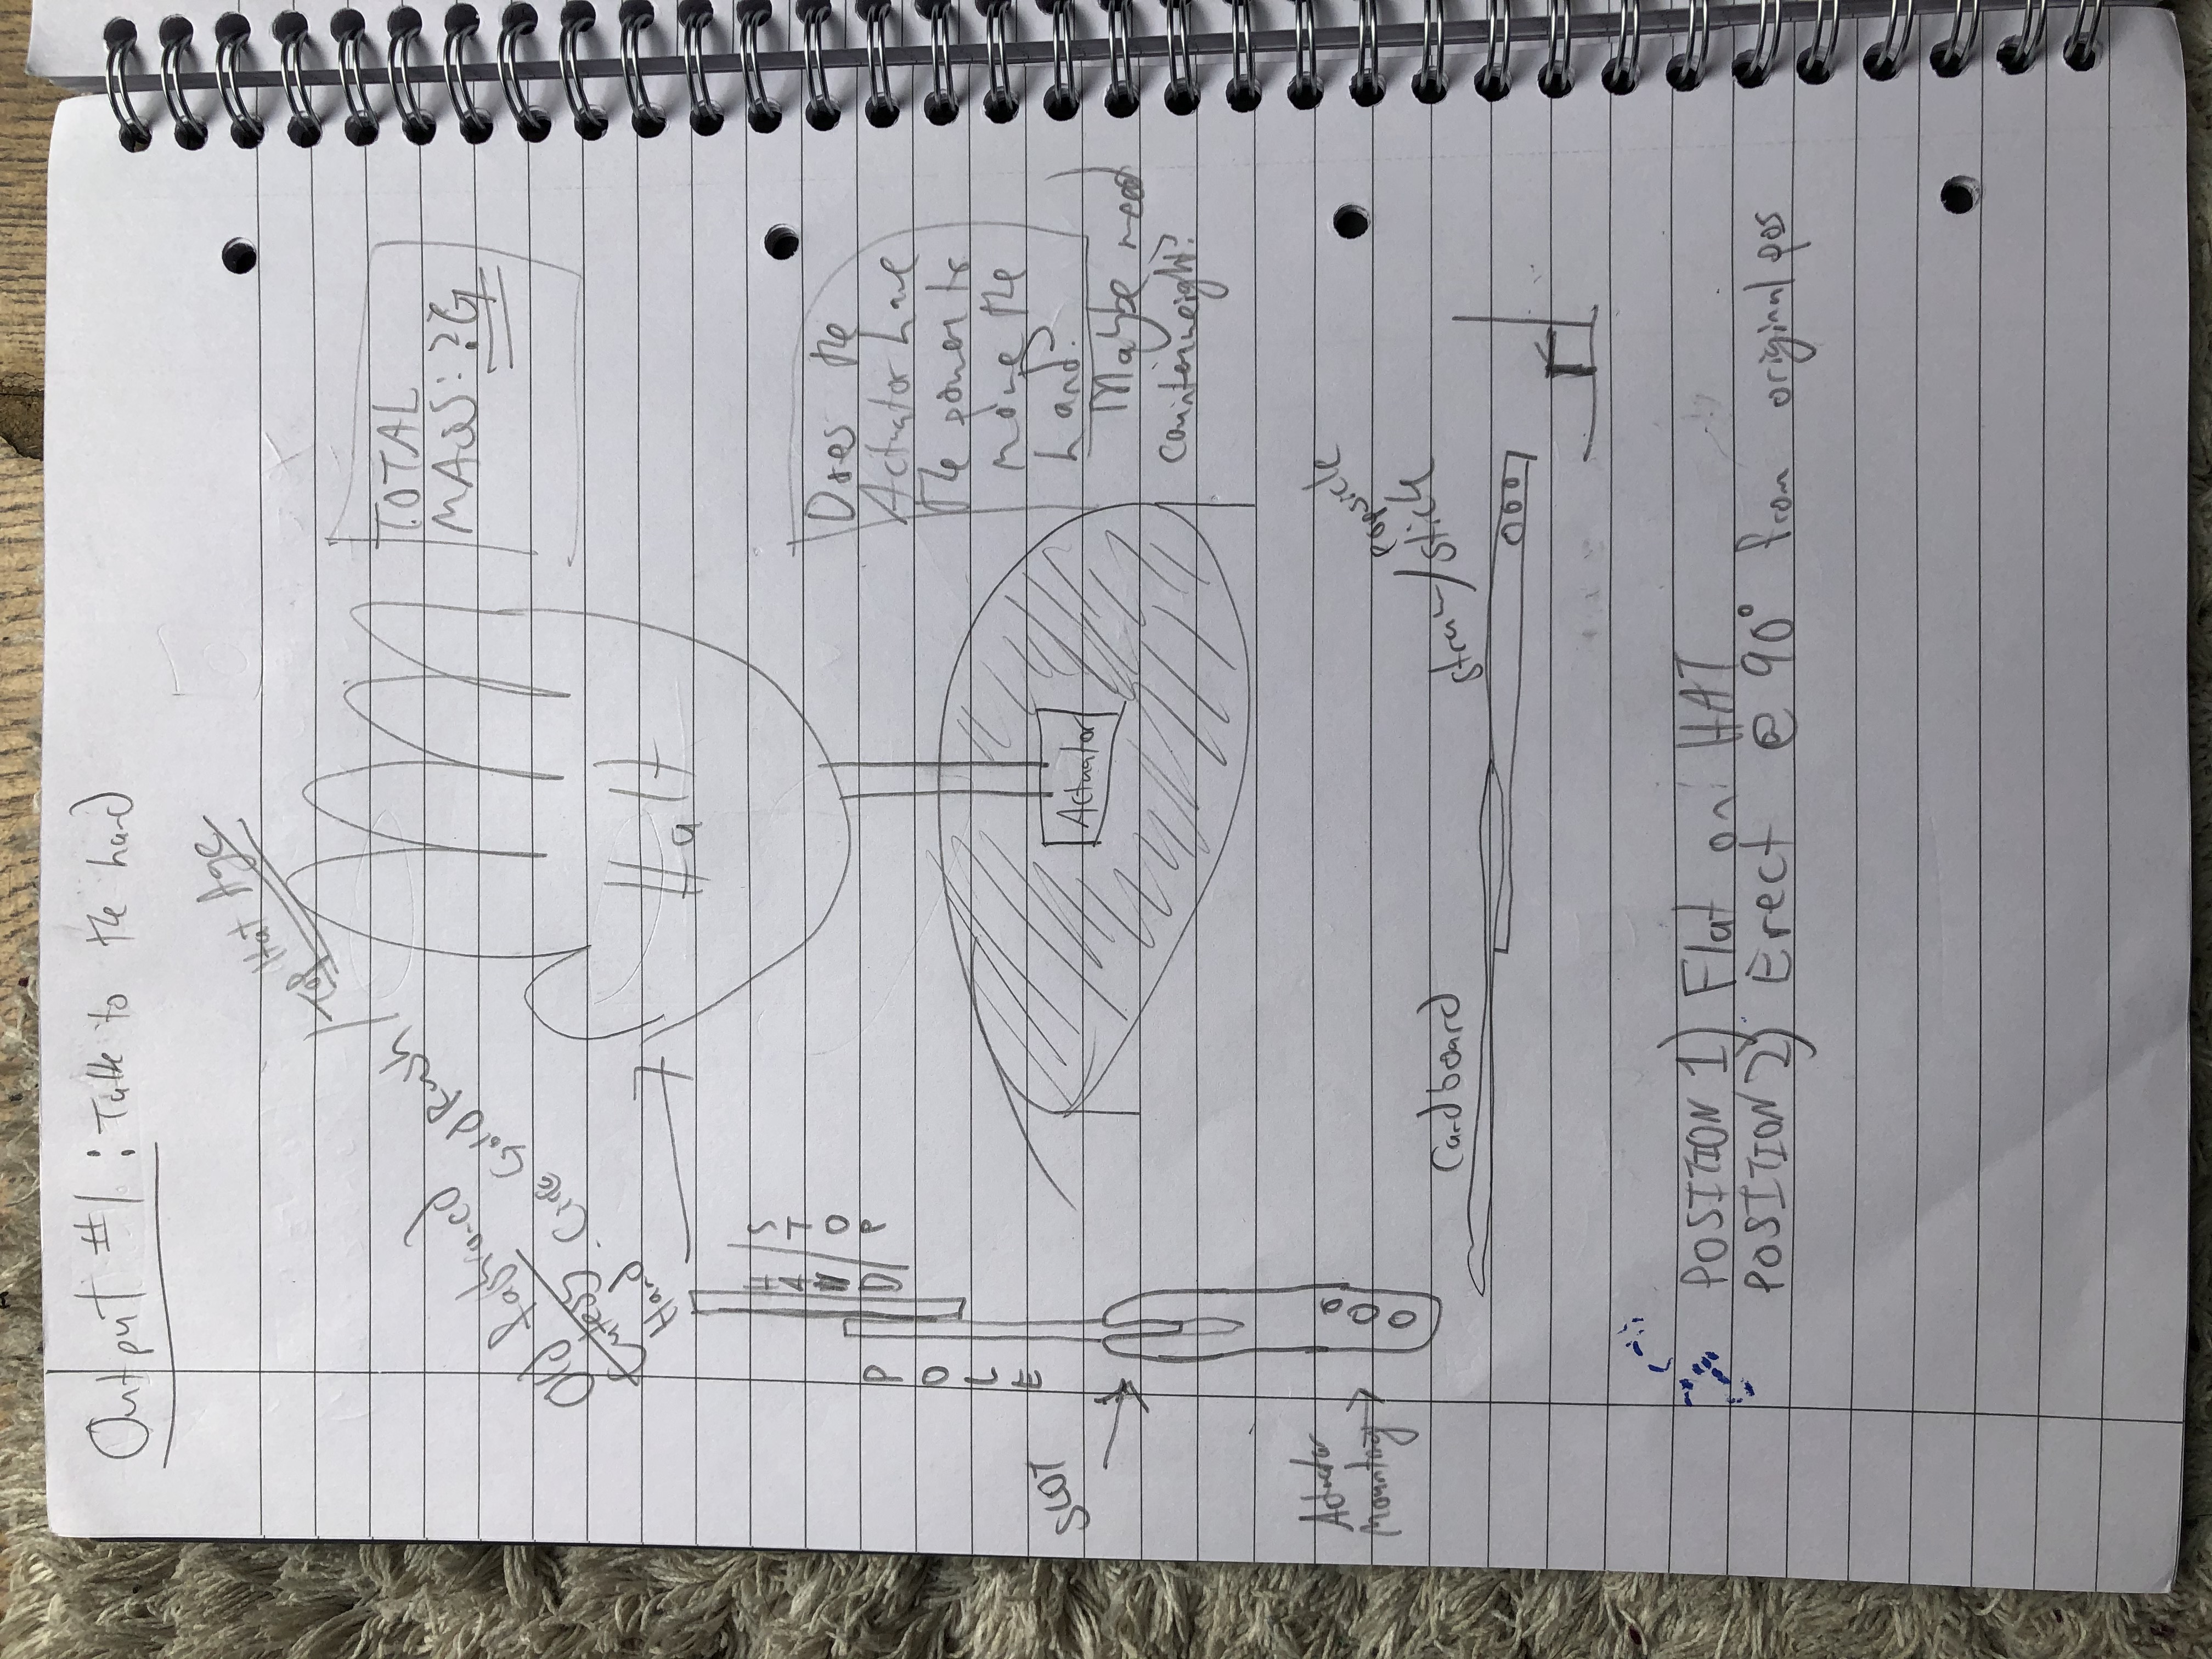 Output #1: Talk to the hand
Top Hat Age
Old Fashioned
Hand - Circa Gold Rush /
TOTAL
MASS: ?G
Halt
HAND / STOP
POLE
Does the
Actuator have
the power to
move the
hand?
Maybe need
counterweight?
SLOT
Actuator
Actuator
Mounting
Cardboard
straw/popsicle
stick
POSITION 1) Flat on HAT
POSITION 2) Erect @ 90° from original pos